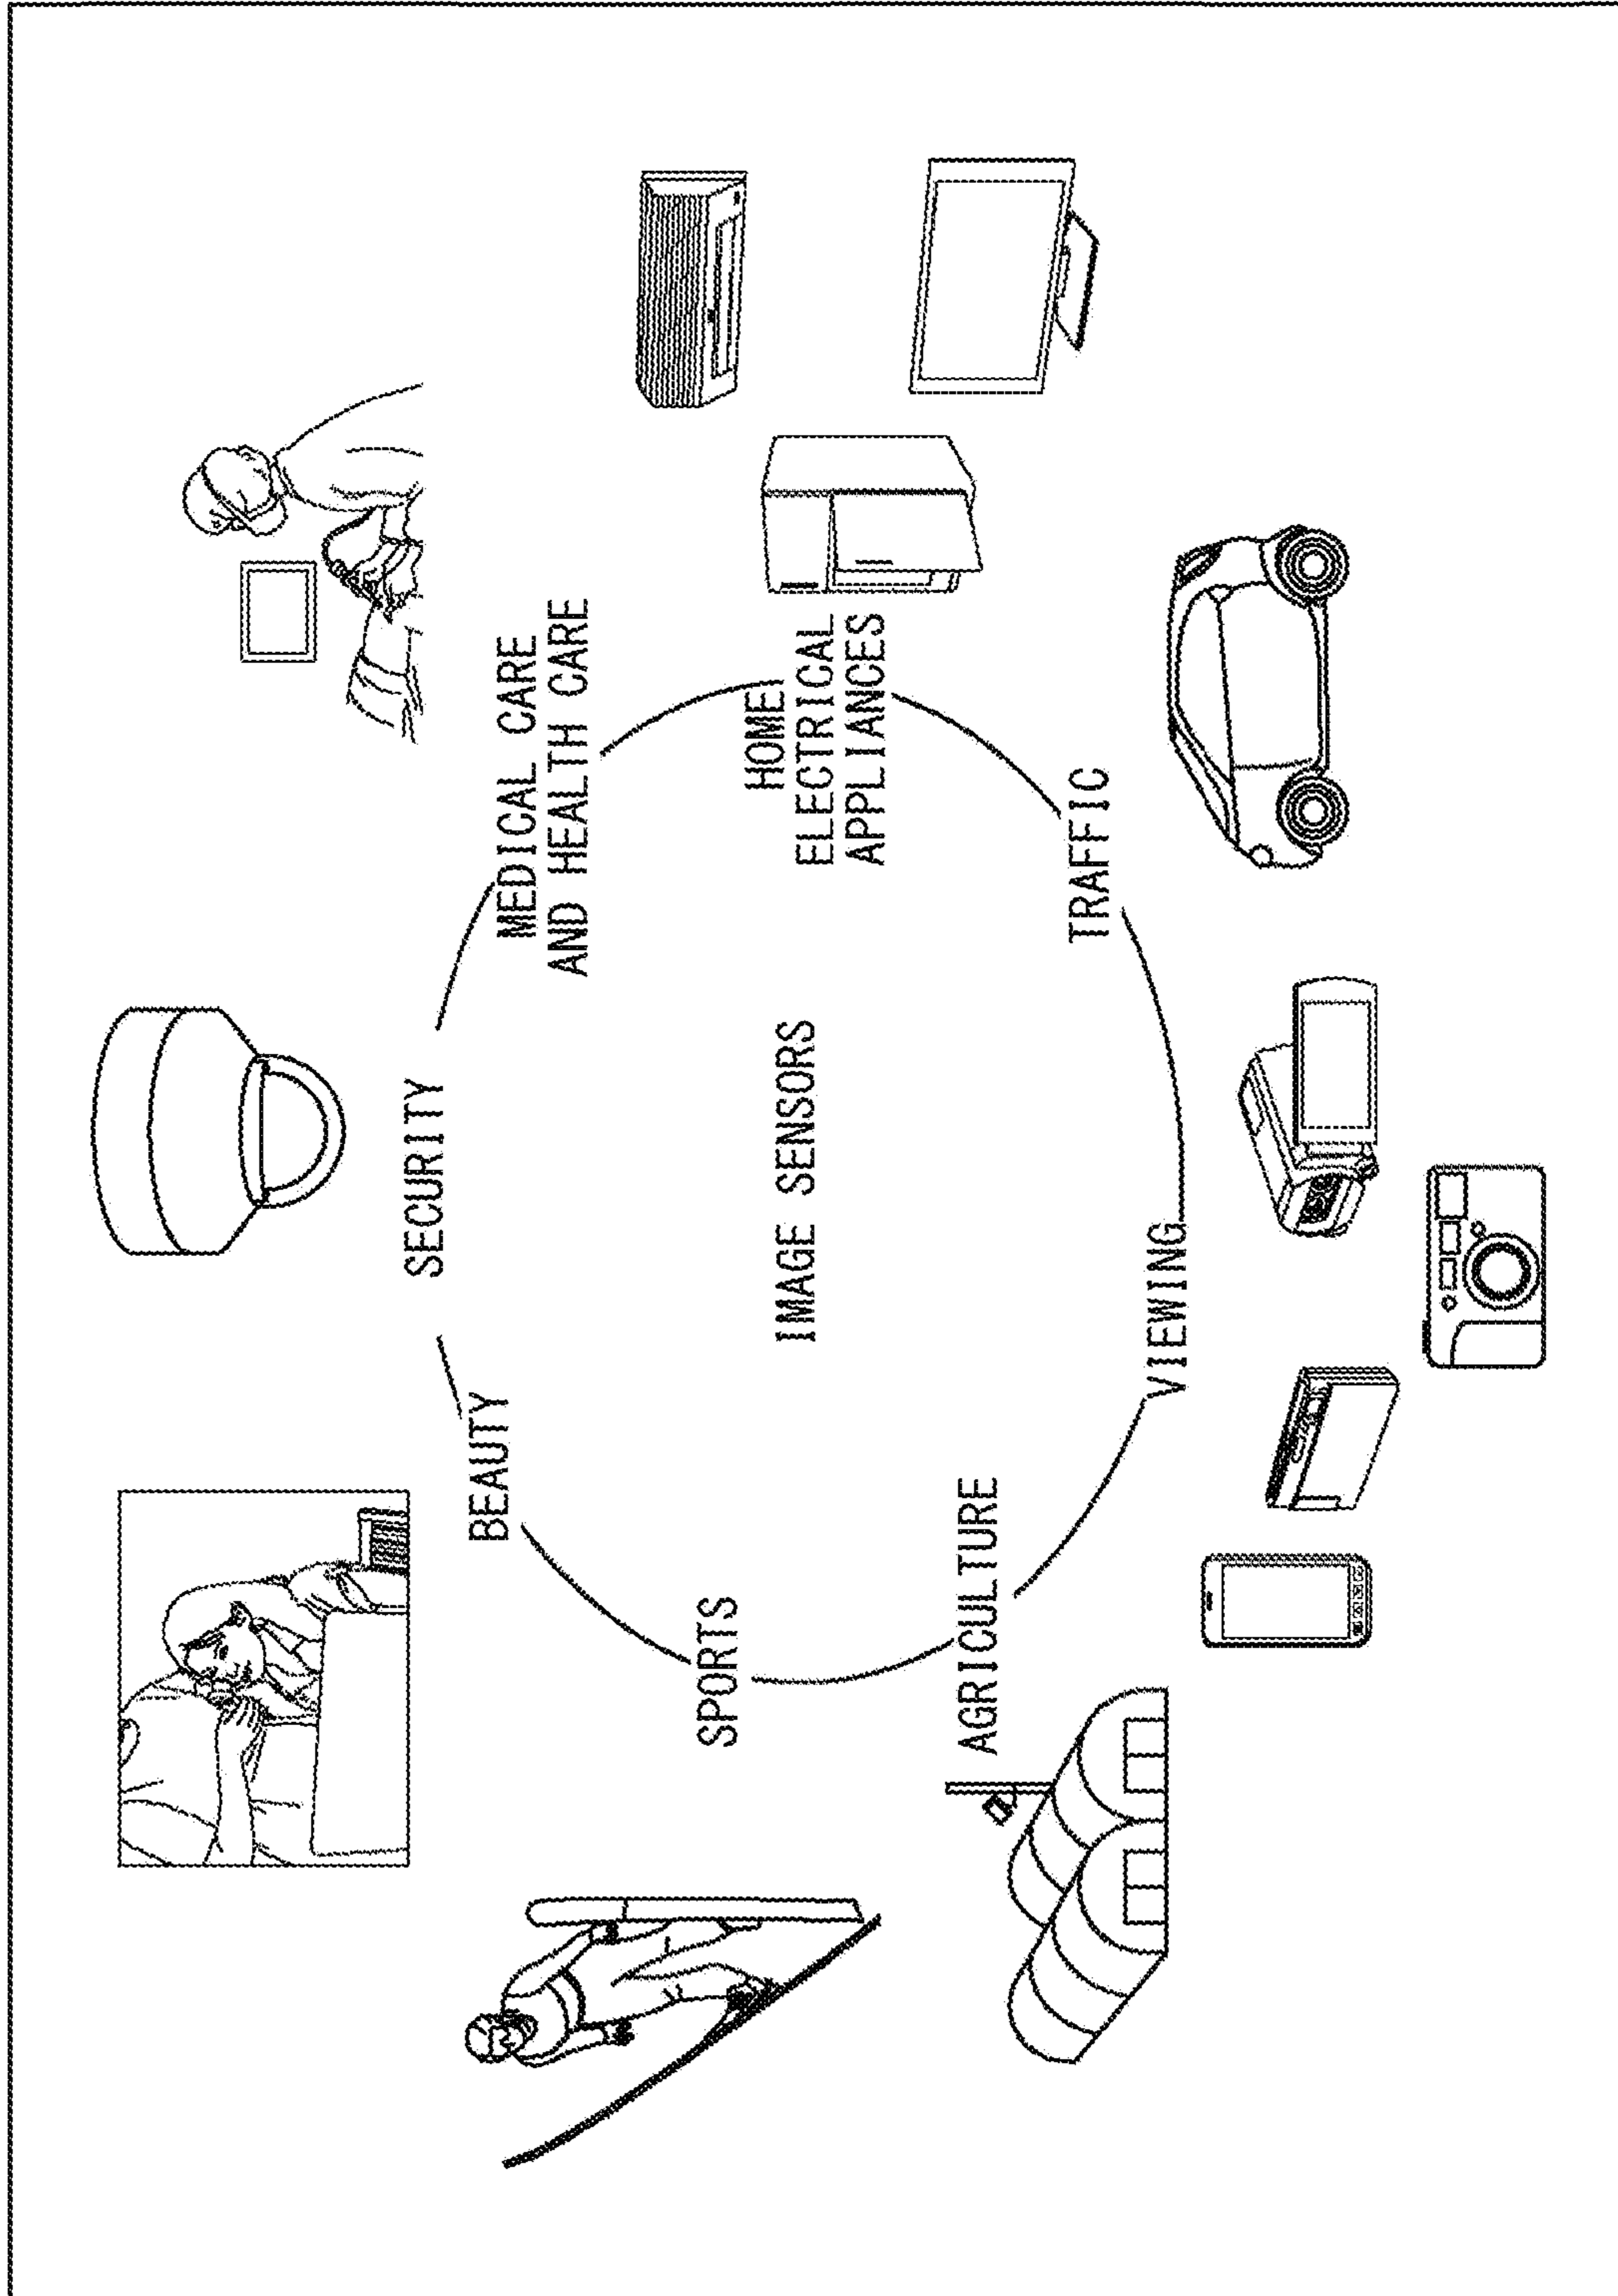 SECURITY
BEAUTY
MEDICAL CARE
AND HEALTH CARE
SPORTS
IMAGE SENSORS
HOME
ELECTRICAL
APPLIANCES
AGRICULTURE
TRAFFIC
VIEWING